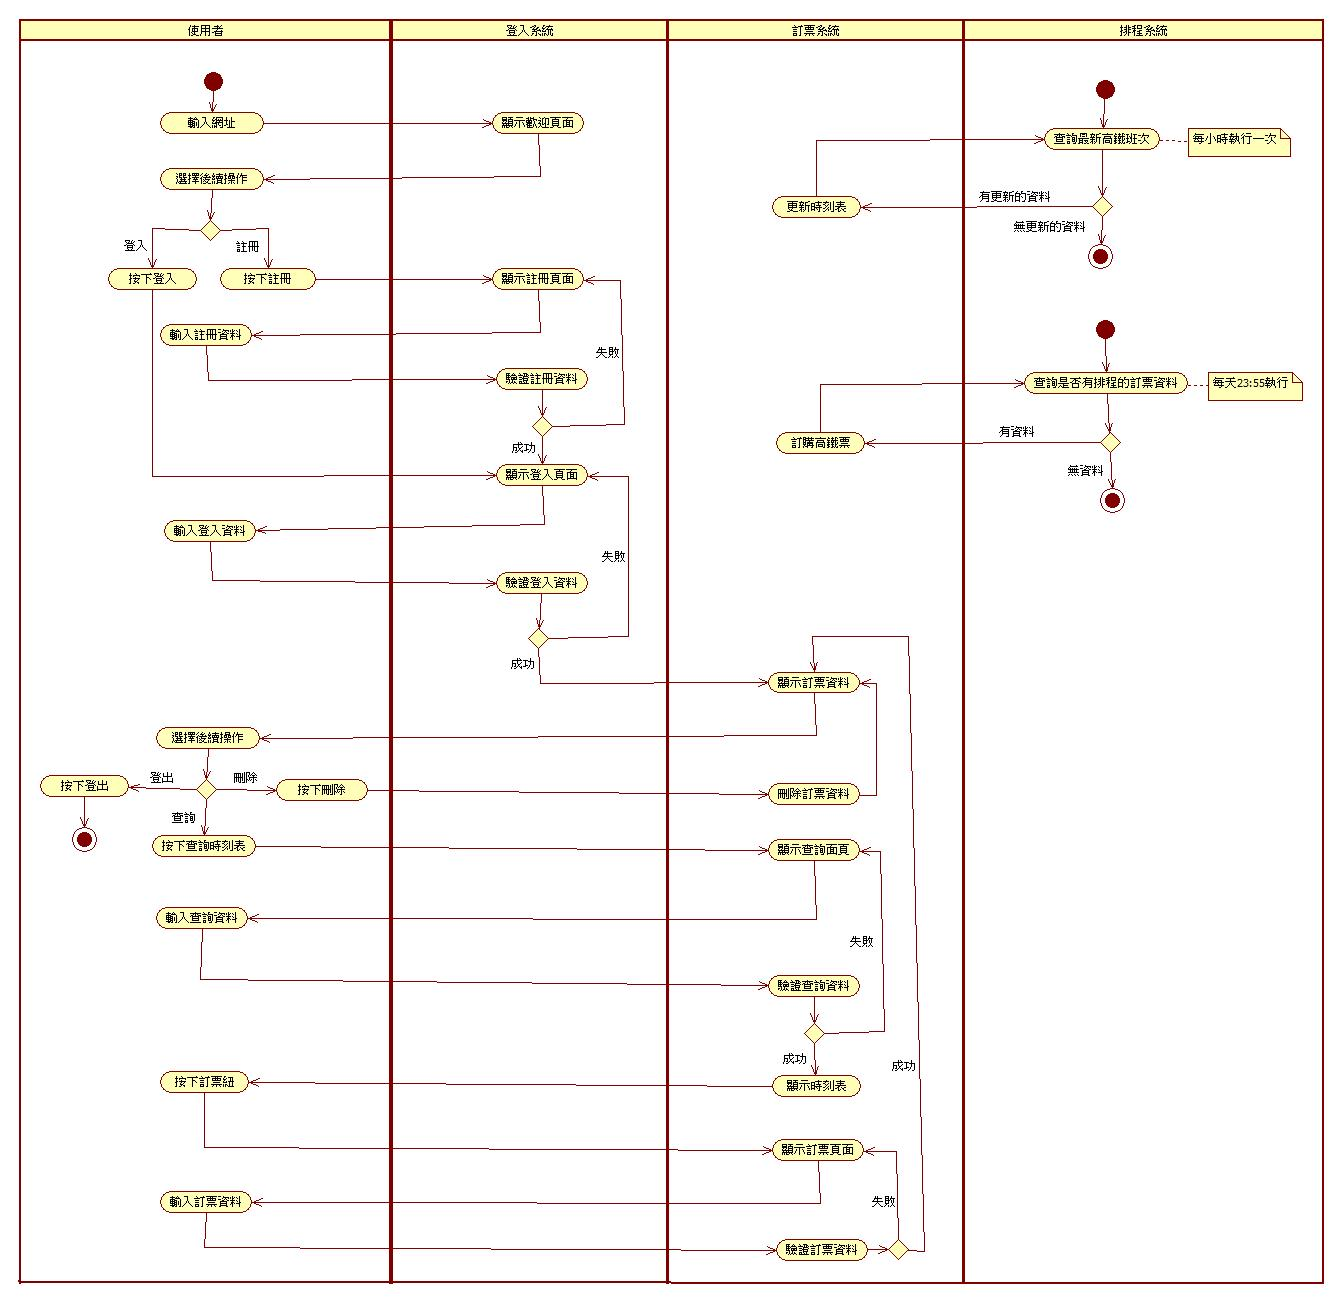 使用者
登入系統
訂票系統
排程系統
輸入網址
顯示歡迎頁面
查詢最新高鐵班次
每小時執行一次
選擇後續操作
有更新的資料
更新時刻表
無更新的資料
登入
註冊
按下登入
按下註冊
顯示註冊頁面
輸入註冊資料
失敗
驗證註冊資料
查詢是否有排程的訂票資料
每天23:55執行
有資料
訂購高鐵票
成功
無資料
顯示登入頁面
輸入登入資料
失敗
驗證登入資料
成功
顯示訂票資料
選擇後續操作
登出
刪除
按下登出
按下刪除
刪除訂票資料
查詢
按下查詢時刻表
顯示查詢面頁
輸入查詢資料
失敗
驗證查詢資料
成功
成功
按下訂票紐
顯示時刻表
顯示訂票頁面
輸入訂票資料
失敗
驗證訂票資料